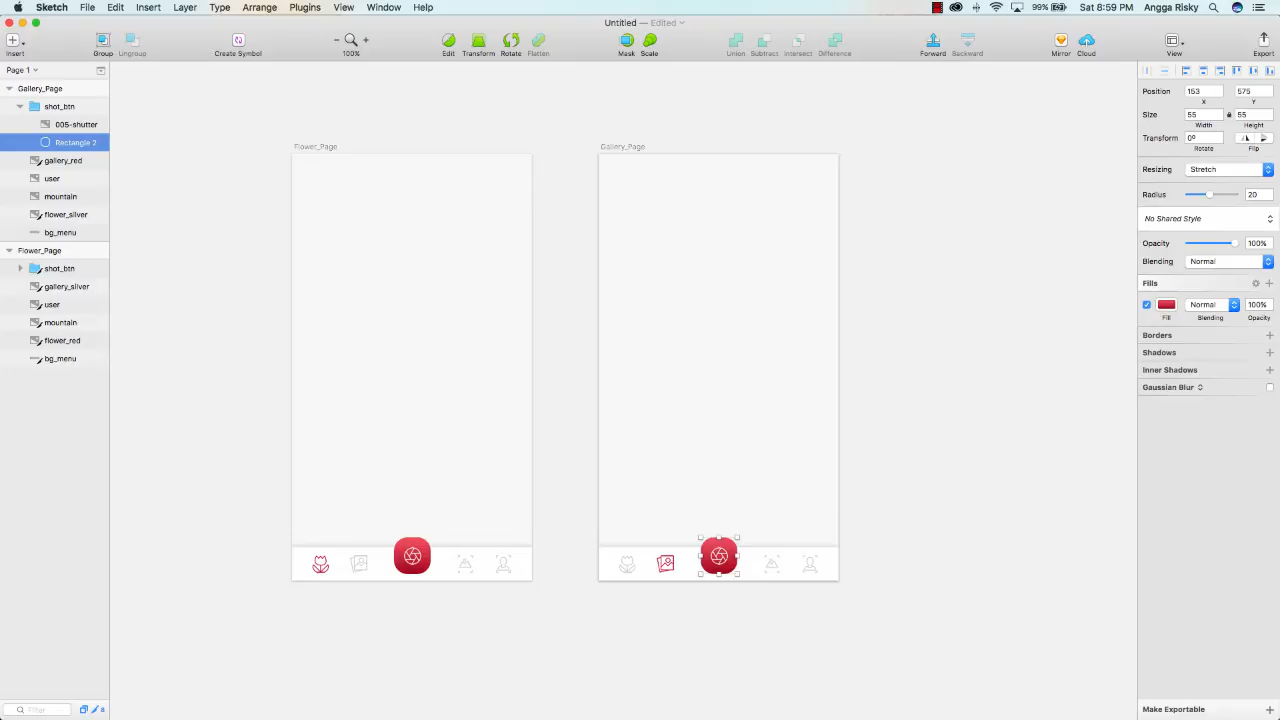 Sketch File Edit Insert Layer Type Arrange Plugins View Window Help 99% Sat 8:59 PM Angga Risky
Untitled — Edited
Insert Group Ungroup Create Symbol 100% Edit Transform Rotate Flatten Mask Scale Union Subtract Intersect Difference Forward Backward Mirror Cloud View Export
Page 1
Gallery_Page
shot_btn
005-shutter
Rectangle 2
gallery_red
user
mountain
flower_silver
bg_menu
Flower_Page
shot_btn
gallery_silver
user
mountain
flower_red
bg_menu
Filter 8
Flower_Page
Gallery_Page
Position 153 575
X Y
Size 55 55
Width Height
Transform 0°
Rotate Flip
Resizing Stretch
Radius 20
No Shared Style
Opacity 100%
Blending Normal
Fills
Normal 100%
Fill Blending Opacity
Borders
Shadows
Inner Shadows
Gaussian Blur
Make Exportable